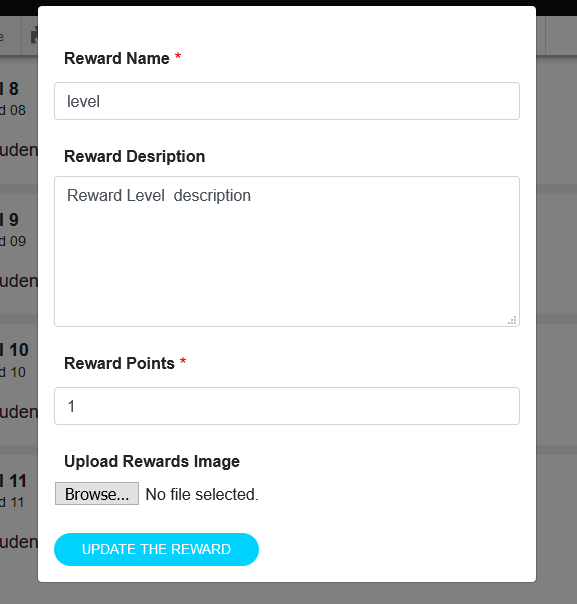 e
l 8
d 08
uden
l 9
d 09
uden
l 10
d 10
uden
l 11
d 11
uden
Reward Name *
level
Reward Desription
Reward Level  description
Reward Points *
1
Upload Rewards Image
Browse... No file selected.
UPDATE THE REWARD